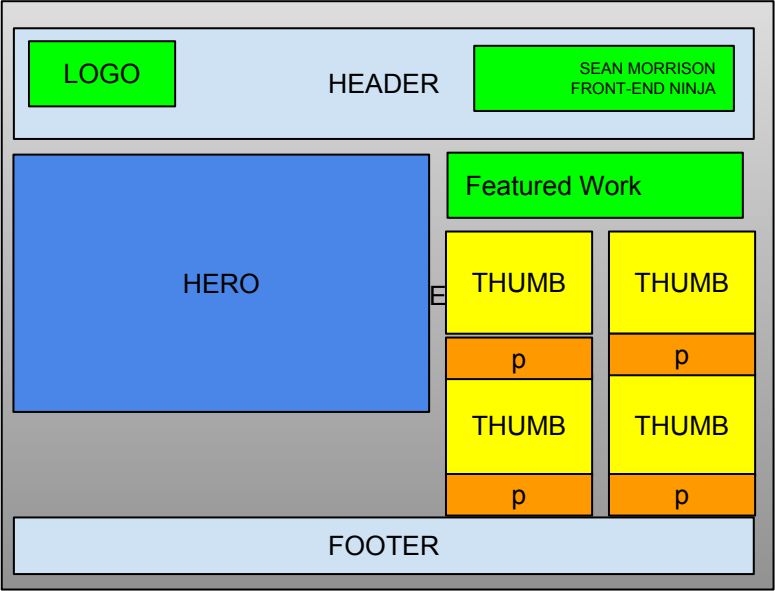 LOGO
HEADER
SEAN MORRISON
FRONT-END NINJA
Featured Work
HERO
E
THUMB
THUMB
p
p
THUMB
THUMB
p
p
FOOTER